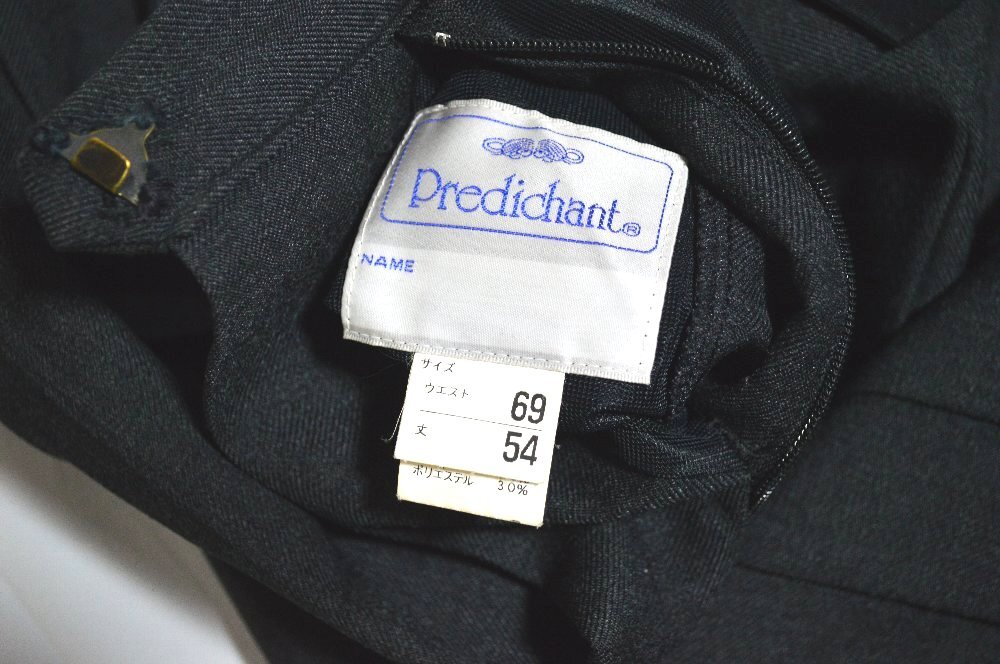 Predichant®
NAME
サイズ
ウエスト 69
丈 54
ポリエステル 30%